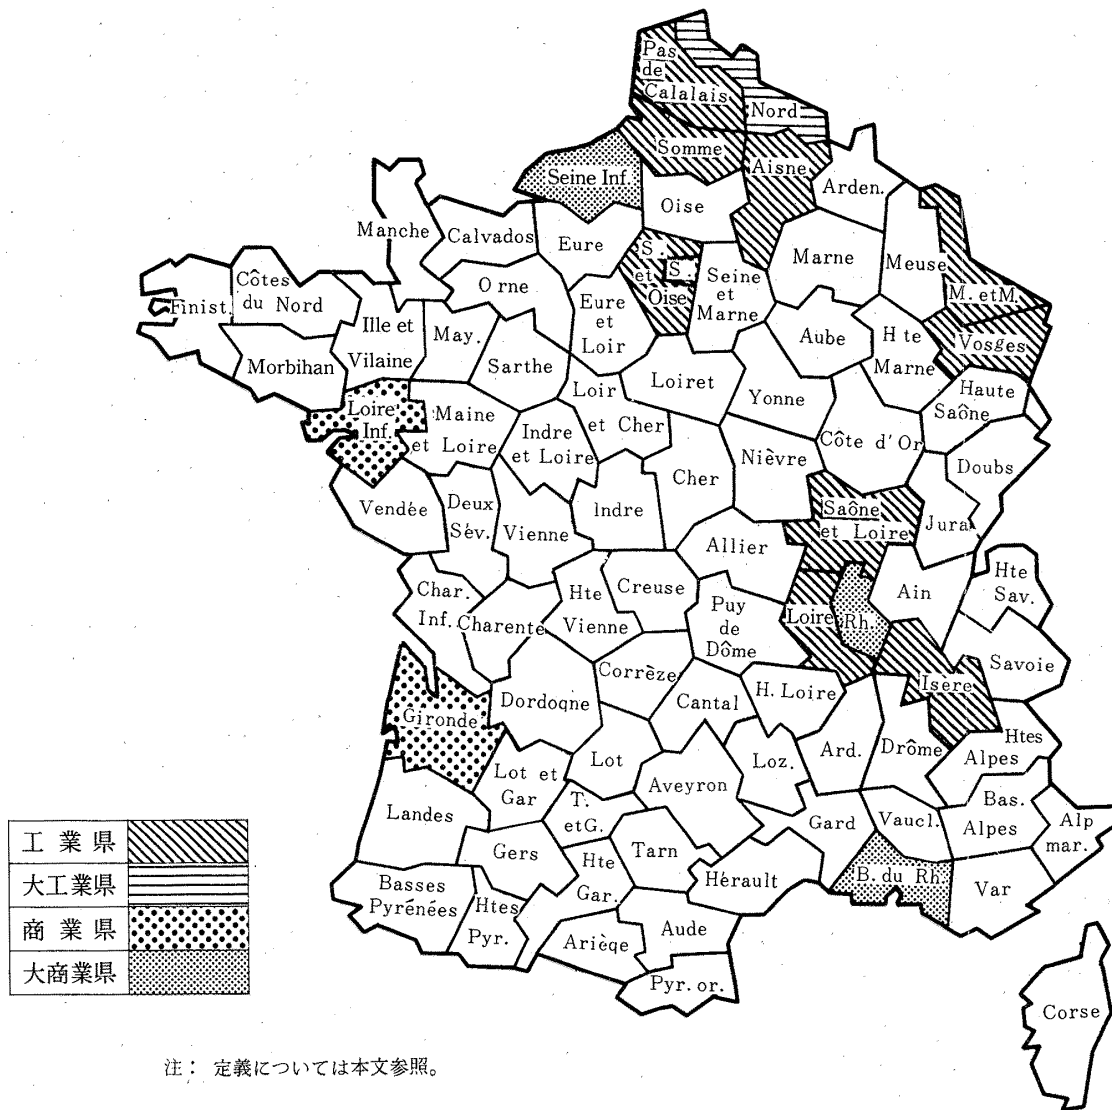 Pas
de
Calalais
Nord
Somme
Aisne
Seine Inf.
Oise
Arden.
Manche
Calvados
Eure
S.
et
Oise
S.
Seine
et
Marne
Marne
Meuse
M. et M.
Côtes
du Nord
Finist.
Orne
Eure
et
Loir
Ille et
Vilaine
May.
Sarthe
Aube
Hte
Marne
Vosges
Morbihan
Loiret
Yonne
Haute
Saône
Loire
Inf.
Maine
et Loire
Indre
et Loire
Loir
et Cher
Côte d'Or
Cher
Nièvre
Doubs
Vendée
Deux
Sév.
Vienne
Indre
Saône
et Loire
Jura
Allier
Char.
Inf.
Charente
Hte
Vienne
Creuse
Puy
de
Dôme
Loire
Rh.
Ain
Hte
Sav.
Savoie
Isère
Corrèze
Cantal
H. Loire
Gironde
Dordoqne
Lot
Aveyron
Loz.
Ard.
Drôme
Htes
Alpes
Landes
Lot et
Gar
T.
et G.
Gard
Vaucl.
Bas.
Alpes
Alp
mar.
Gers
Hte
Gar.
Tarn
Hérault
B. du Rh.
Var
Basses
Pyrénées
Htes
Pyr.
Arièqe
Aude
Pyr. or.
Corse
工業県
大工業県
商業県
大商業県
注： 定義については本文参照。